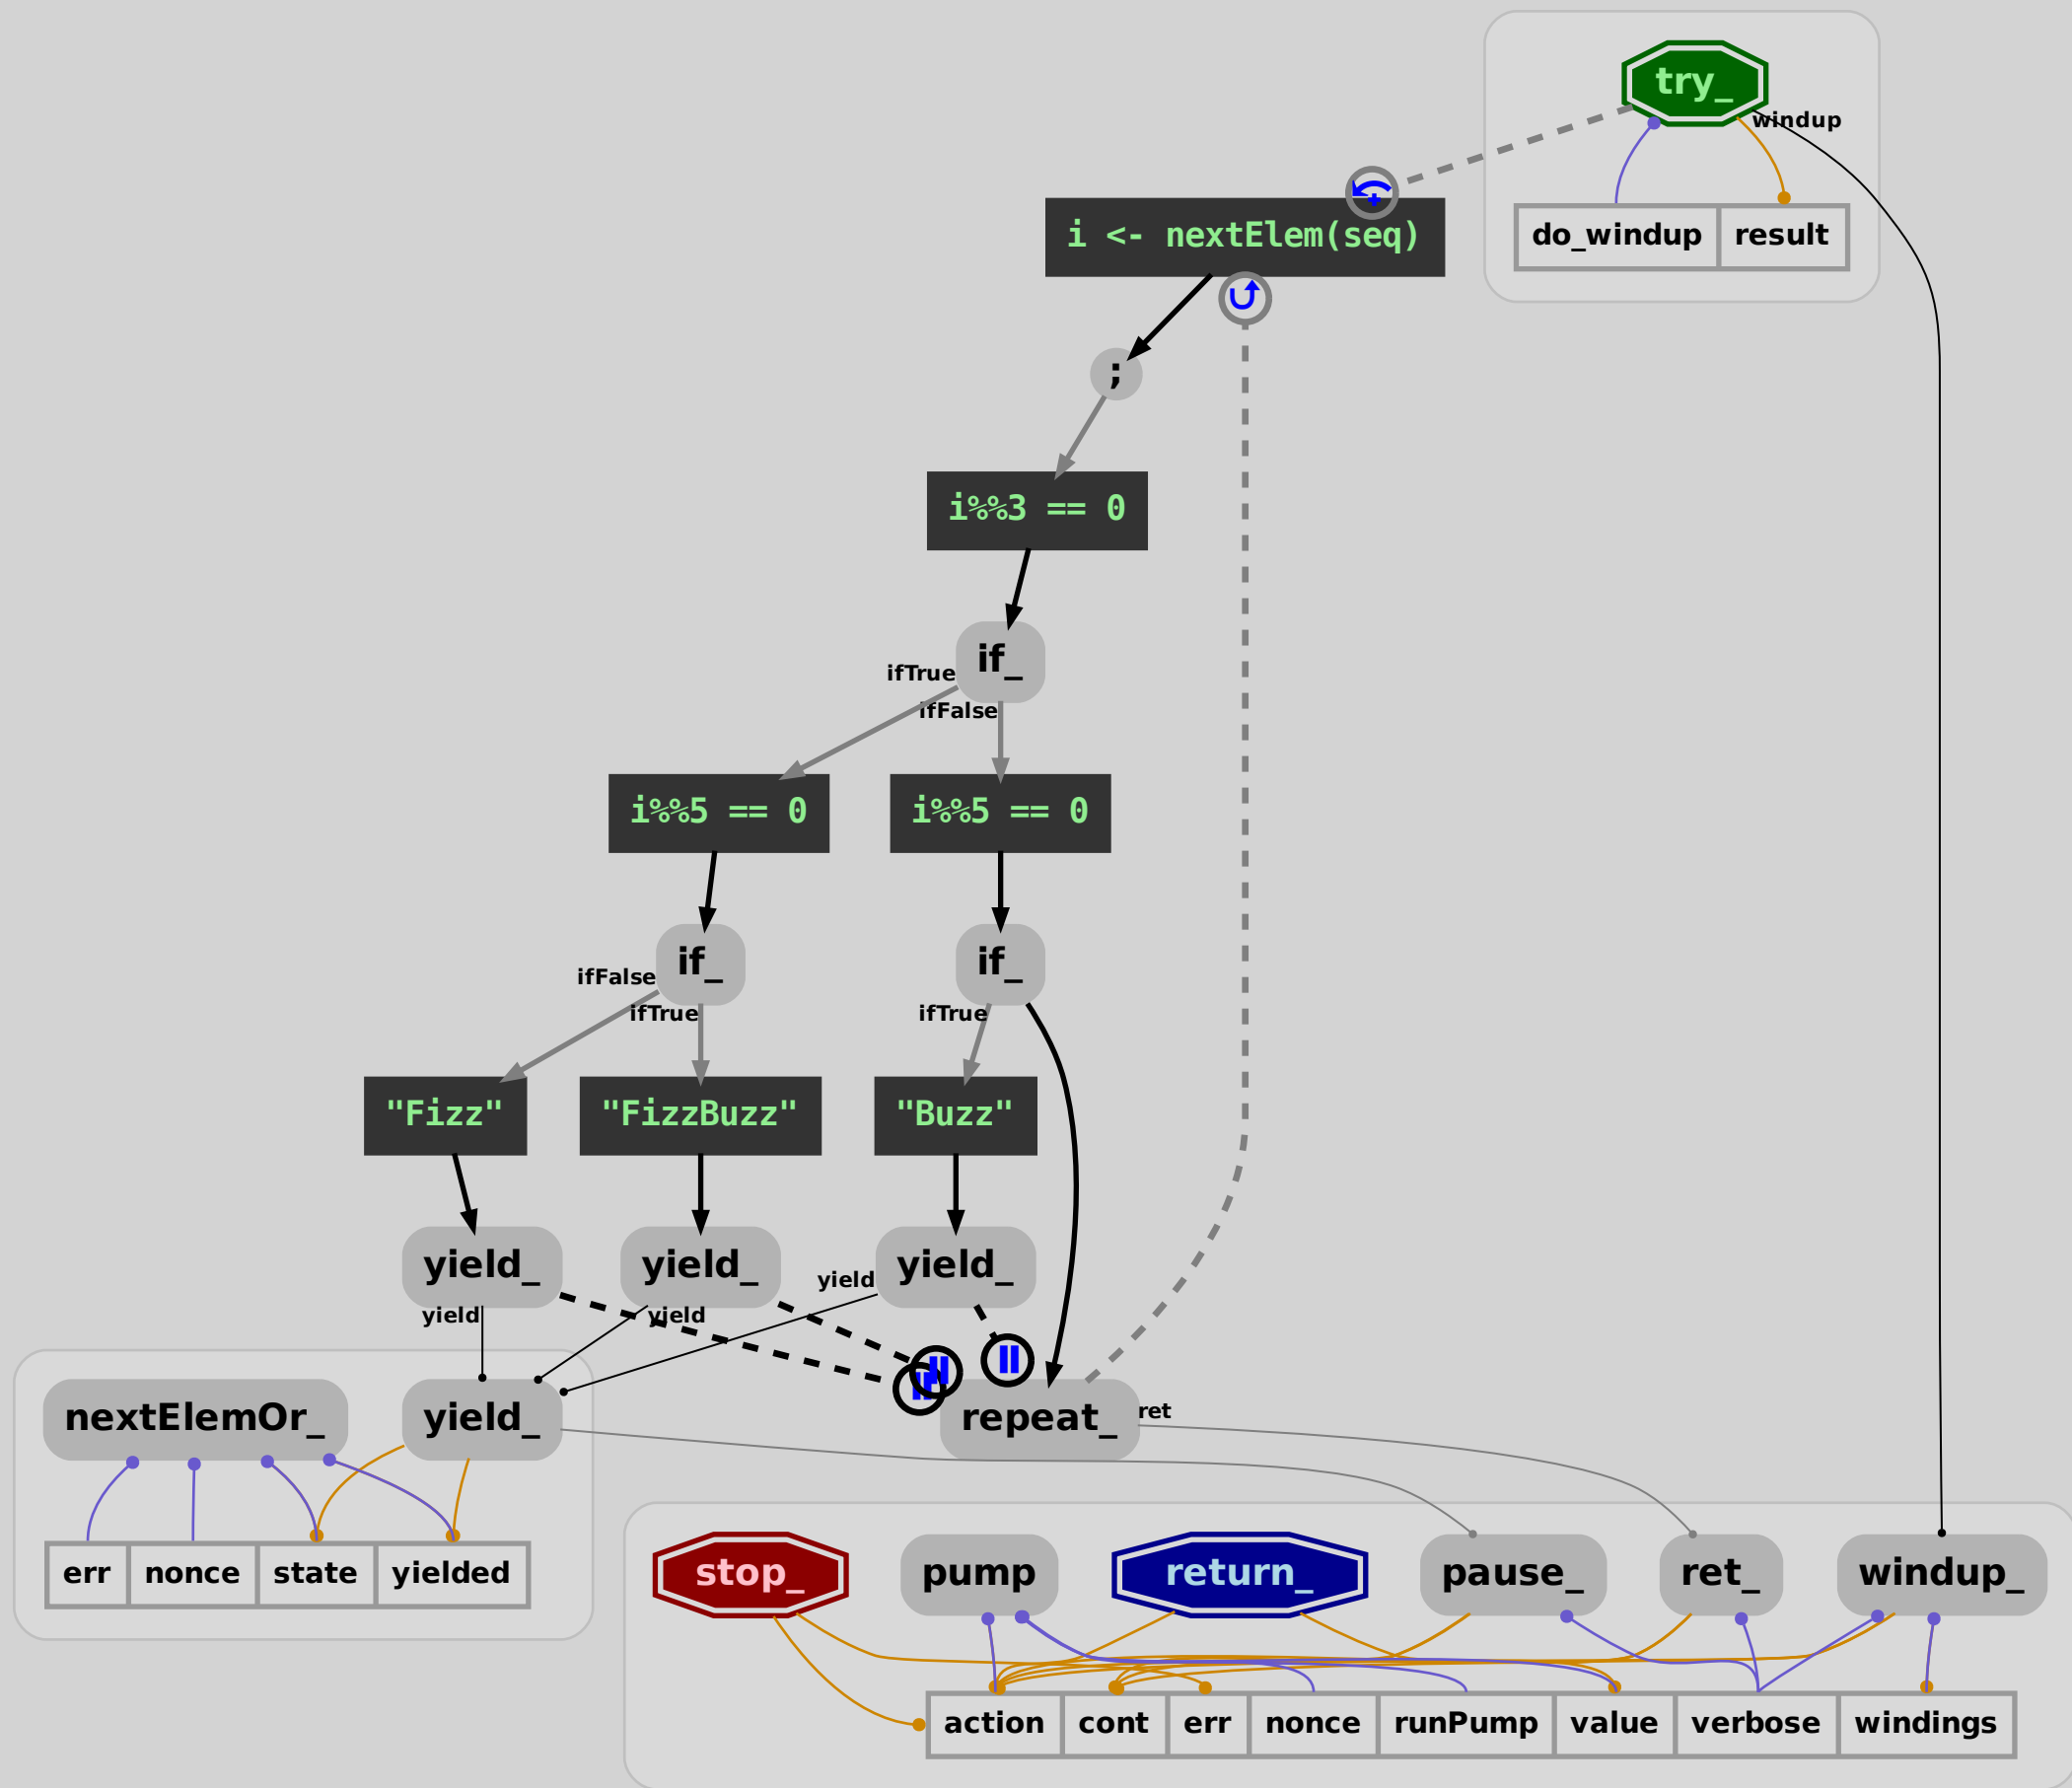 try_
windup
do_windup result
i <- nextElem(seq)
;
i%%3 == 0
if_
ifTrue
ifFalse
i%%5 == 0 i%%5 == 0
if_ if_
ifFalse
ifTrue ifTrue
"Fizz" "FizzBuzz" "Buzz"
yield_ yield_ yield_
yield yield yield
nextElemOr_ yield_ repeat_ ret
err nonce state yielded
stop_ pump return_ pause_ ret_ windup_
action cont err nonce runPump value verbose windings